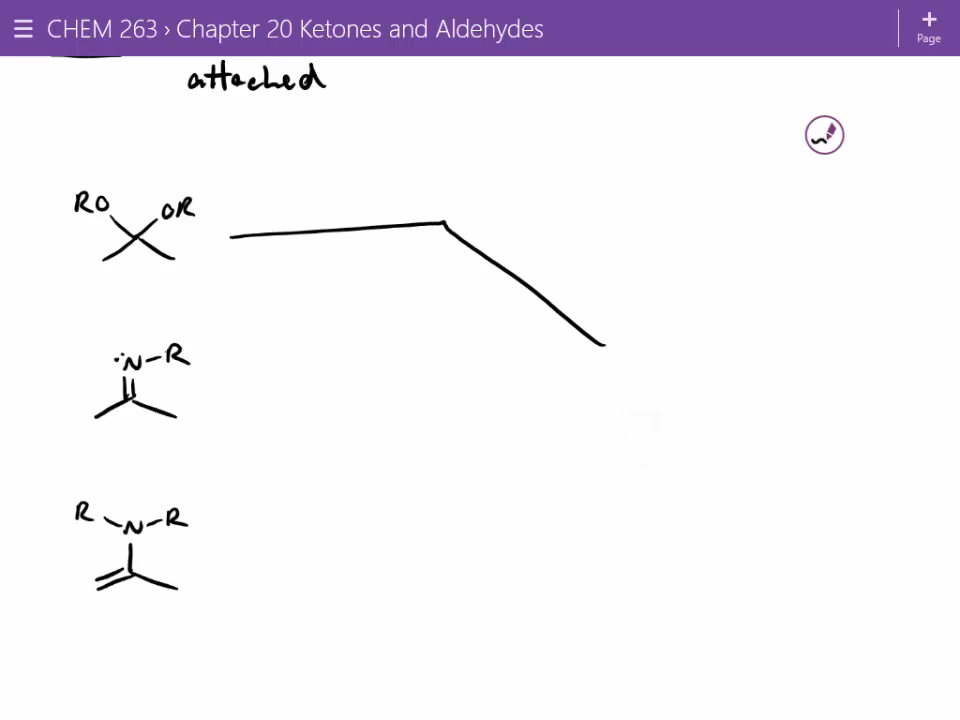 CHEM 263 › Chapter 20 Ketones and Aldehydes
+
Page
attached
RO OR
:N-R
R-N-R